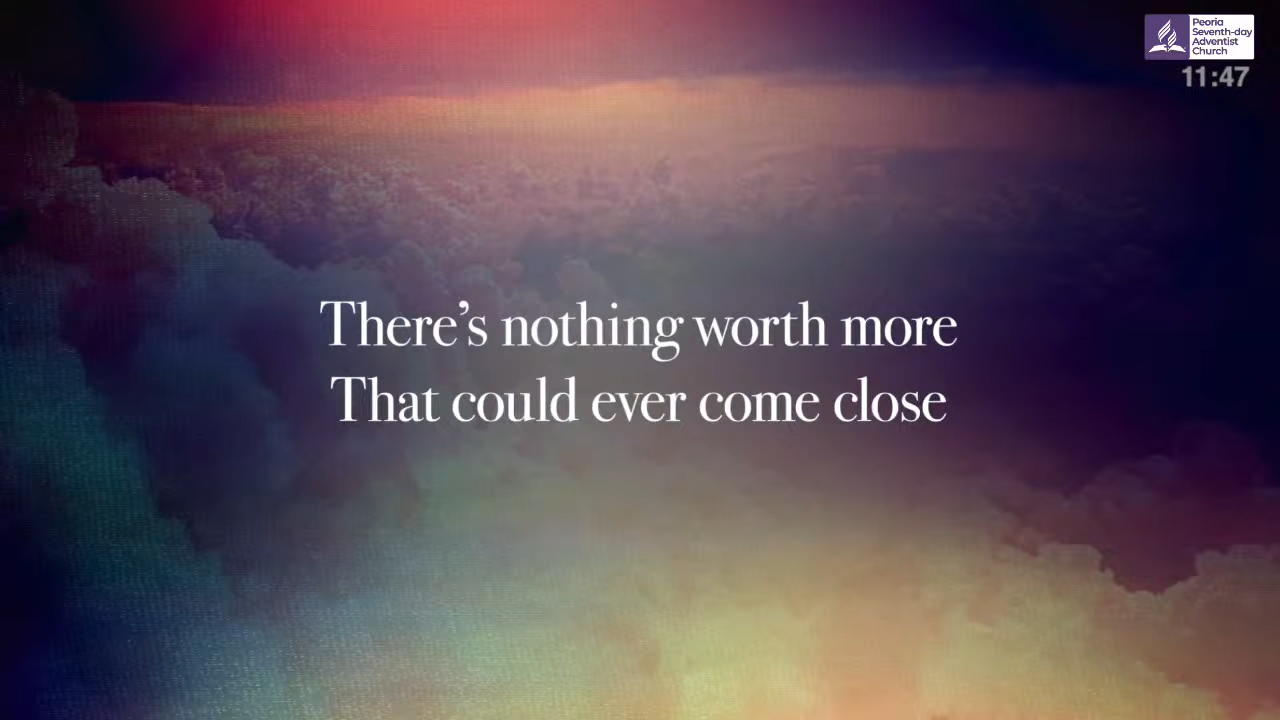 Peoria
Seventh-day
Adventist
Church
11:47
There's nothing worth more
That could ever come close